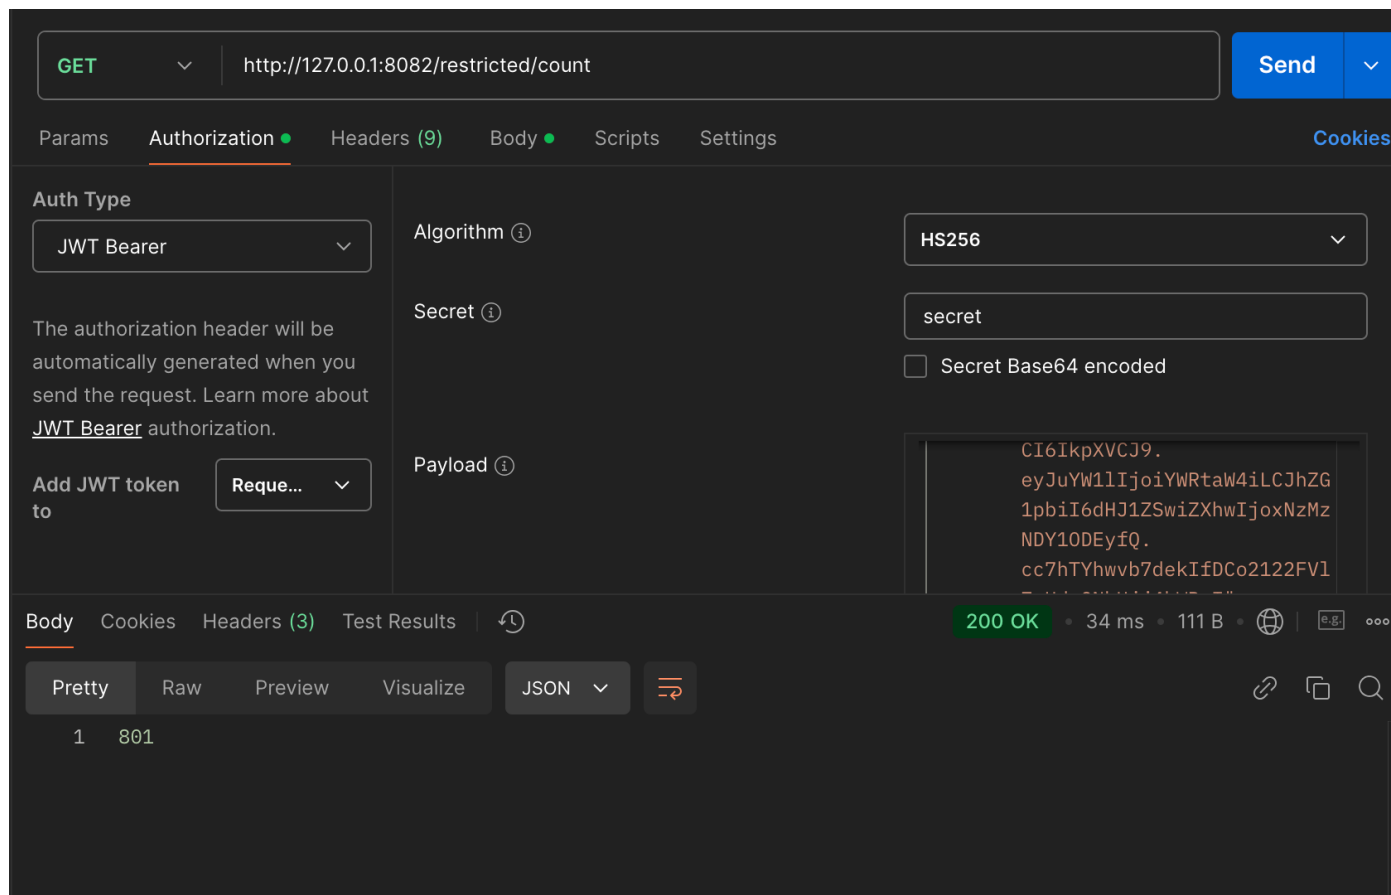 GET http://127.0.0.1:8082/restricted/count Send
Params Authorization Headers (9) Body Scripts Settings Cookies
Auth Type
JWT Bearer
The authorization header will be
automatically generated when you
send the request. Learn more about
JWT Bearer authorization.
Add JWT token
to
Reque...
Algorithm
HS256
Secret
secret
Secret Base64 encoded
Payload
CI6IkpXVCJ9.
eyJuYW1lIjoiYWRtaW4iLCJhZG
1pbiI6dHJ1ZSwiZXhwIjoxNzMz
NDY1ODEyfQ.
cc7hTYhwvb7dekIfDCo2122FVl
Body Cookies Headers (3) Test Results 200 OK 34 ms 111 B e.g.
Pretty Raw Preview Visualize JSON
1 801